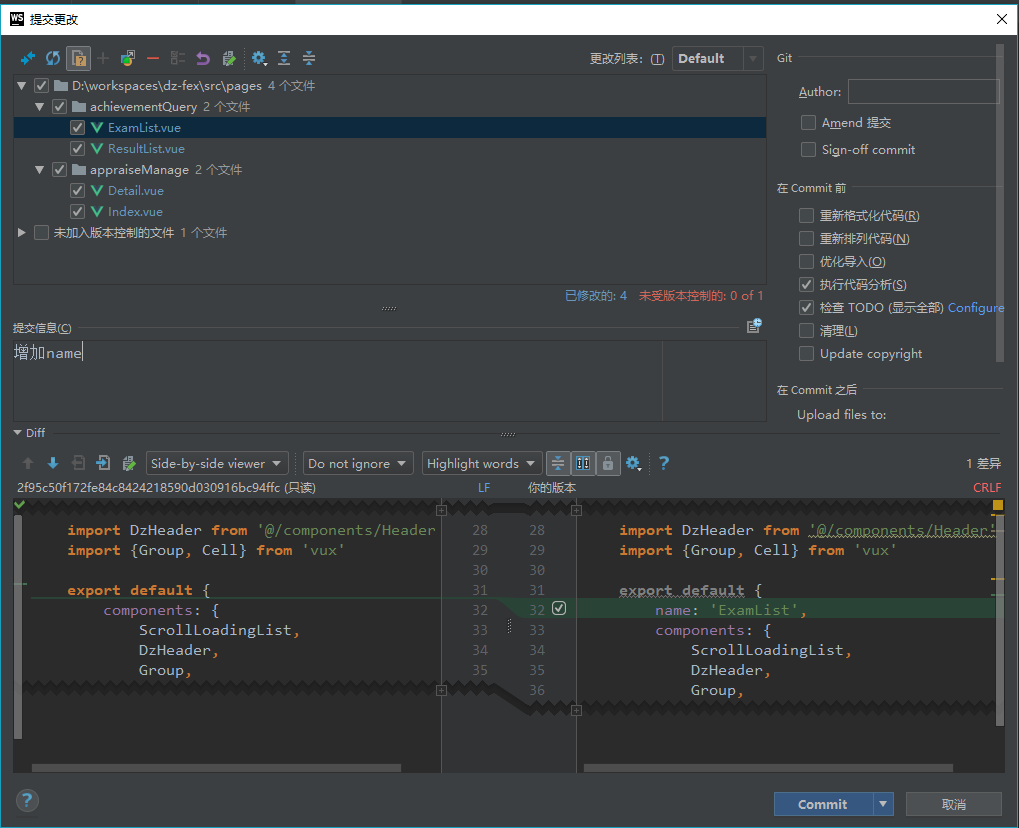 WS 提交更改
更改列表: (T) Default
Git
D:\workspaces\dz-fex\src\pages 4 个文件
achievementQuery 2 个文件
ExamList.vue
ResultList.vue
appraiseManage 2 个文件
Detail.vue
Index.vue
未加入版本控制的文件 1 个文件
已修改的: 4 未受版本控制的: 0 of 1
Author:
Amend 提交
Sign-off commit
在 Commit 前
重新格式化代码(R)
重新排列代码(N)
优化导入(O)
执行代码分析(S)
检查 TODO (显示全部) Configure
清理(L)
Update copyright
在 Commit 之后
Upload files to:
提交信息(C)
增加name
Diff
Side-by-side viewer Do not ignore Highlight words ? 1 差异
2f95c50f172fe84c8424218590d030916bc94ffc (只读) LF 你的版本 CRLF
import DzHeader from '@/components/Header 28 28 import DzHeader from '@/components/Header'
import {Group, Cell} from 'vux' 29 29 import {Group, Cell} from 'vux'
30 30
export default { 31 31 export default {
components: { 32 32 name: 'ExamList',
ScrollLoadingList, 33 33 components: {
DzHeader, 34 34 ScrollLoadingList,
Group, 35 35 DzHeader,
36 Group,
? Commit 取消